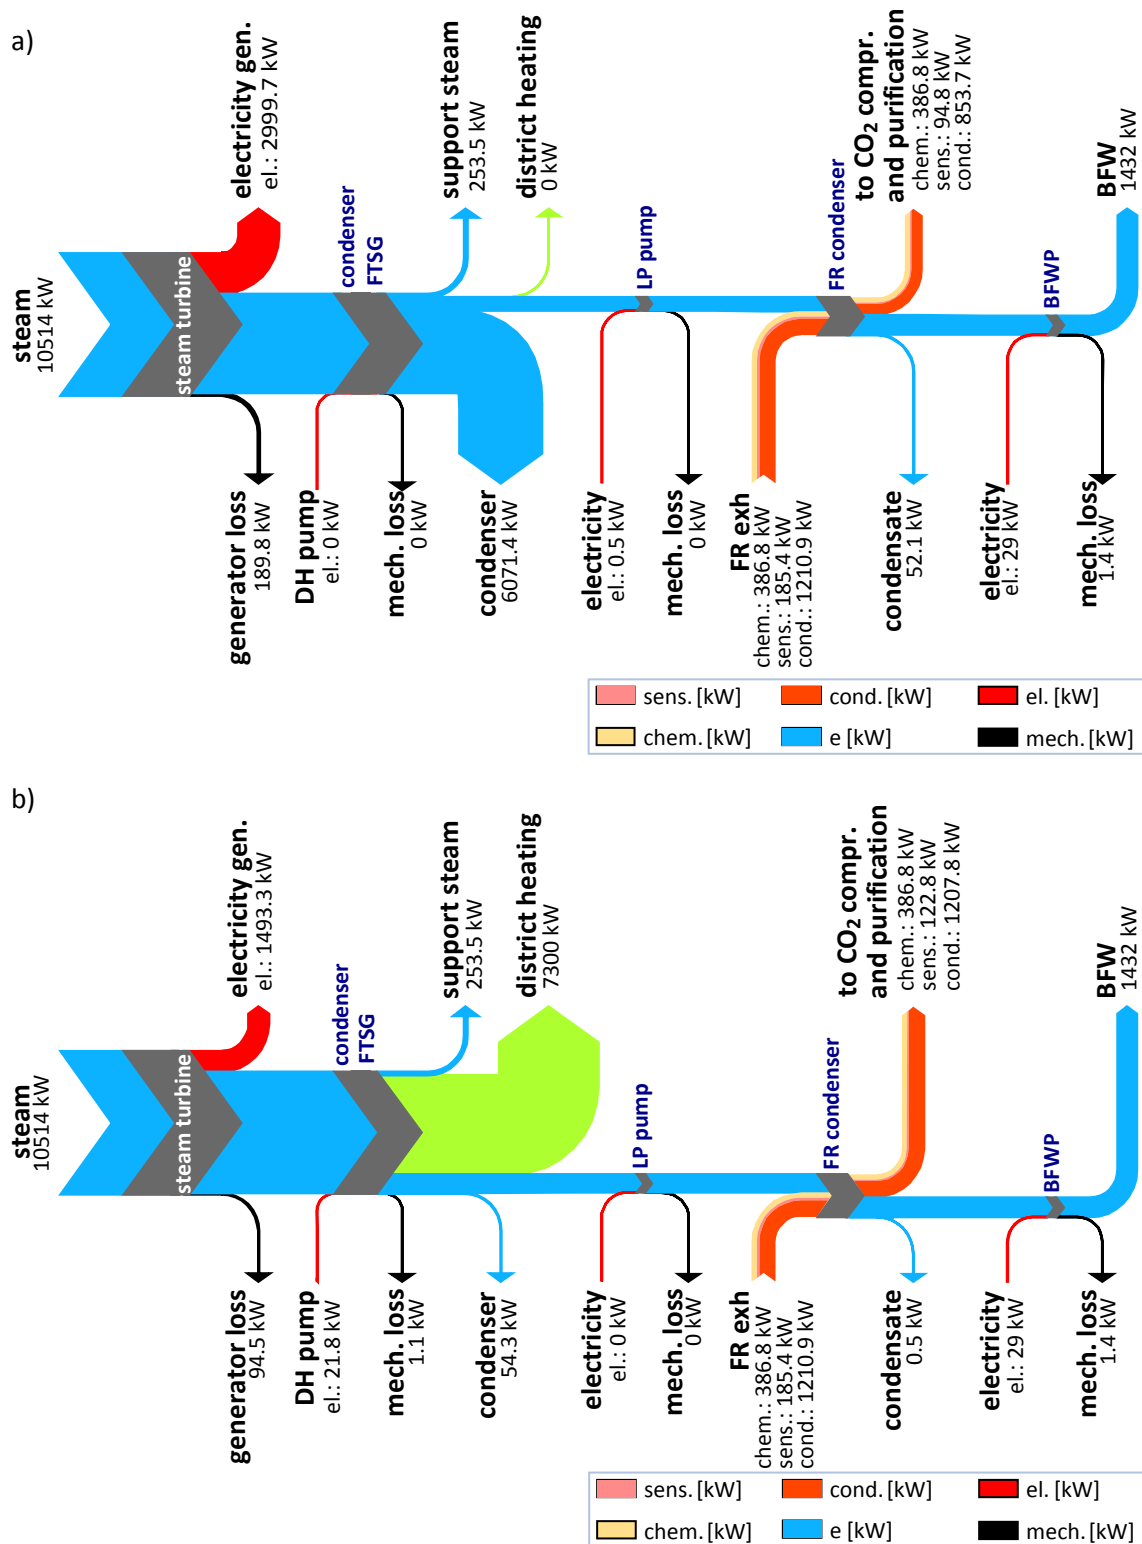 a)
steam
10514 kW
steam turbine
electricity gen.
el.: 2999.7 kW
generator loss
189.8 kW
condenser
FTSG
DH pump
el.: 0 kW
mech. loss
0 kW
support steam
253.5 kW
condenser
6071.4 kW
district heating
0 kW
LP pump
electricity
el.: 0.5 kW
mech. loss
0 kW
FR condenser
FR exh
chem.: 386.8 kW
sens.: 185.4 kW
cond.: 1210.9 kW
to CO₂ compr.
and purification
chem.: 386.8 kW
sens.: 94.8 kW
cond.: 853.7 kW
condensate
52.1 kW
BFWP
electricity
el.: 29 kW
mech. loss
1.4 kW
BFW
1432 kW
sens. [kW]
cond. [kW]
el. [kW]
chem. [kW]
e [kW]
mech. [kW]
b)
steam
10514 kW
steam turbine
electricity gen.
el.: 1493.3 kW
generator loss
94.5 kW
condenser
FTSG
DH pump
el.: 21.8 kW
mech. loss
1.1 kW
support steam
253.5 kW
condenser
54.3 kW
district heating
7300 kW
LP pump
electricity
el.: 0 kW
mech. loss
0 kW
FR condenser
FR exh
chem.: 386.8 kW
sens.: 185.4 kW
cond.: 1210.9 kW
to CO₂ compr.
and purification
chem.: 386.8 kW
sens.: 122.8 kW
cond.: 1207.8 kW
condensate
0.5 kW
BFWP
electricity
el.: 29 kW
mech. loss
1.4 kW
BFW
1432 kW
sens. [kW]
cond. [kW]
el. [kW]
chem. [kW]
e [kW]
mech. [kW]